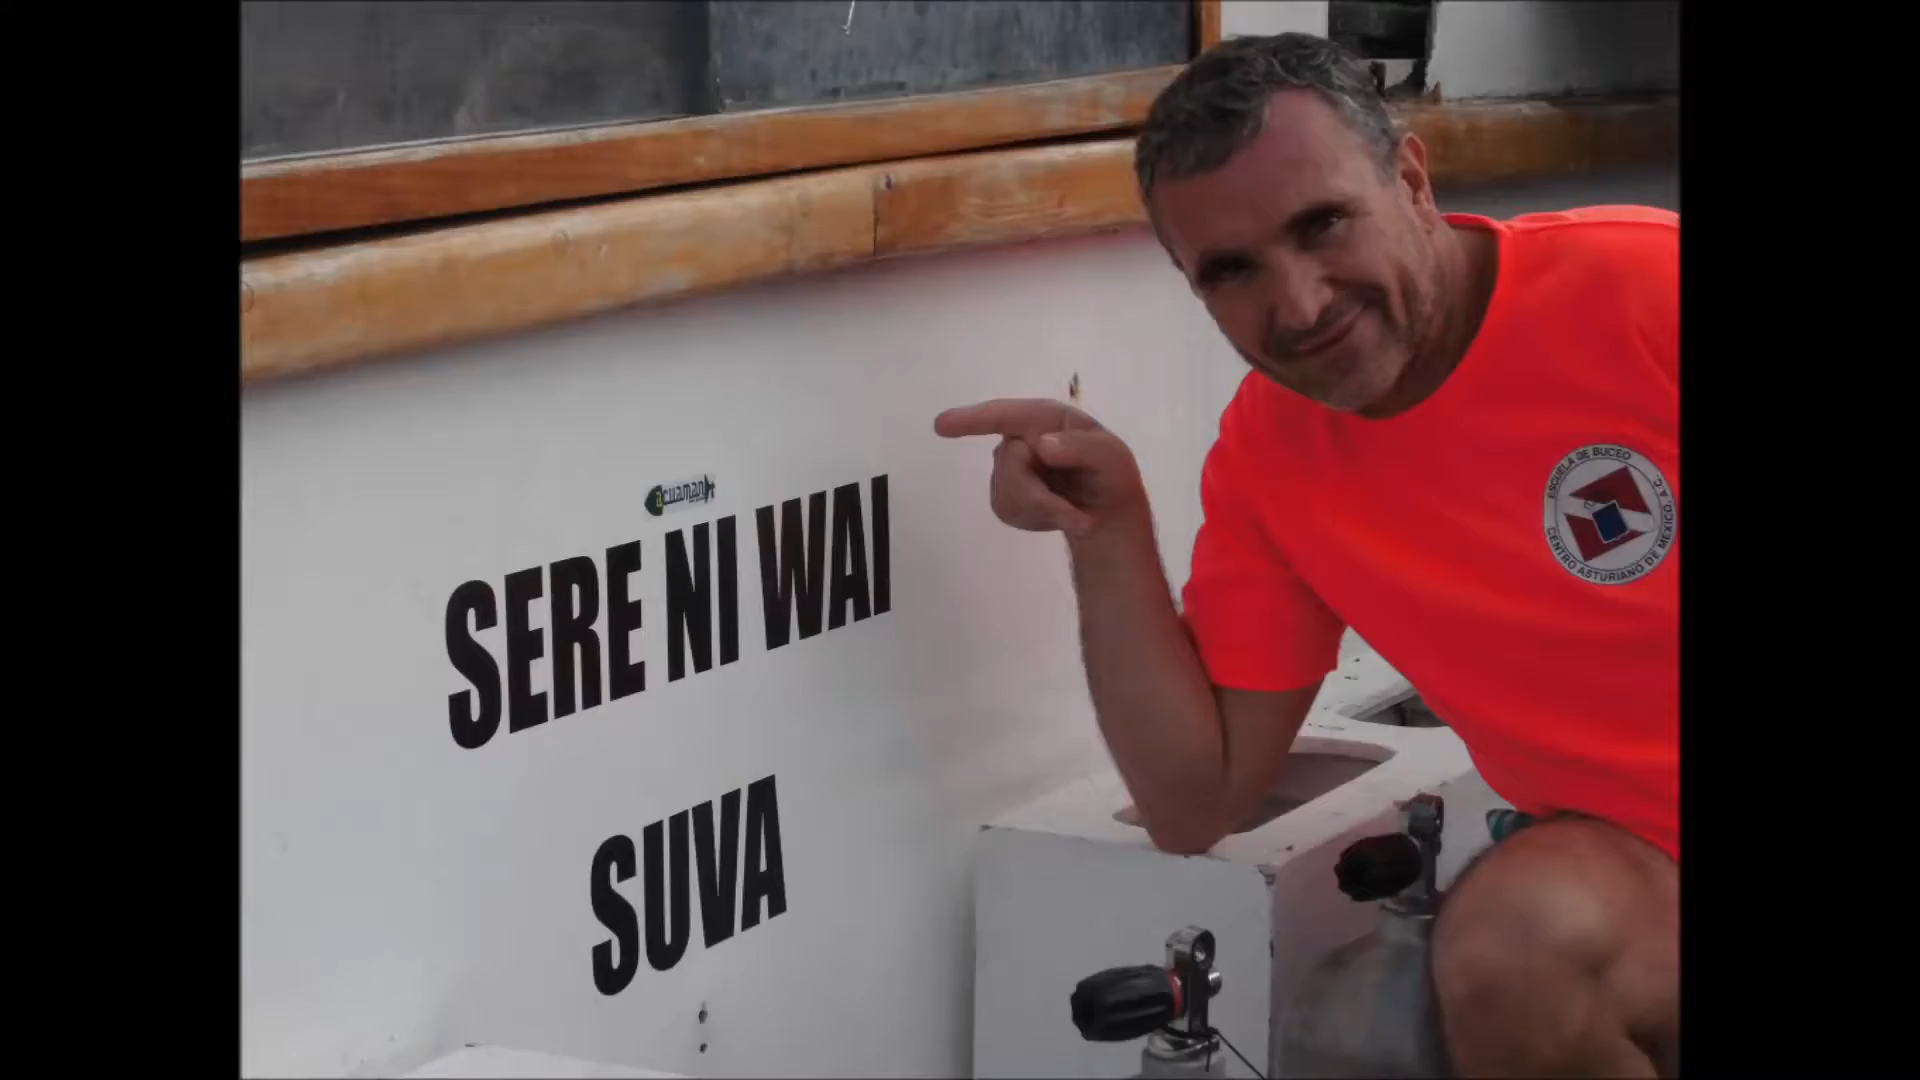 acuaman
SERE NI WAI
SUVA
ESCUELA DE BUCEO
CENTRO ASTURIANO DE MEXICO, A.C.